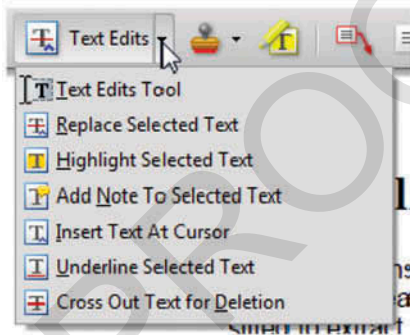 Text Edits
Text Edits Tool
Replace Selected Text
Highlight Selected Text
Add Note To Selected Text
Insert Text At Cursor
Underline Selected Text
Cross Out Text for Deletion